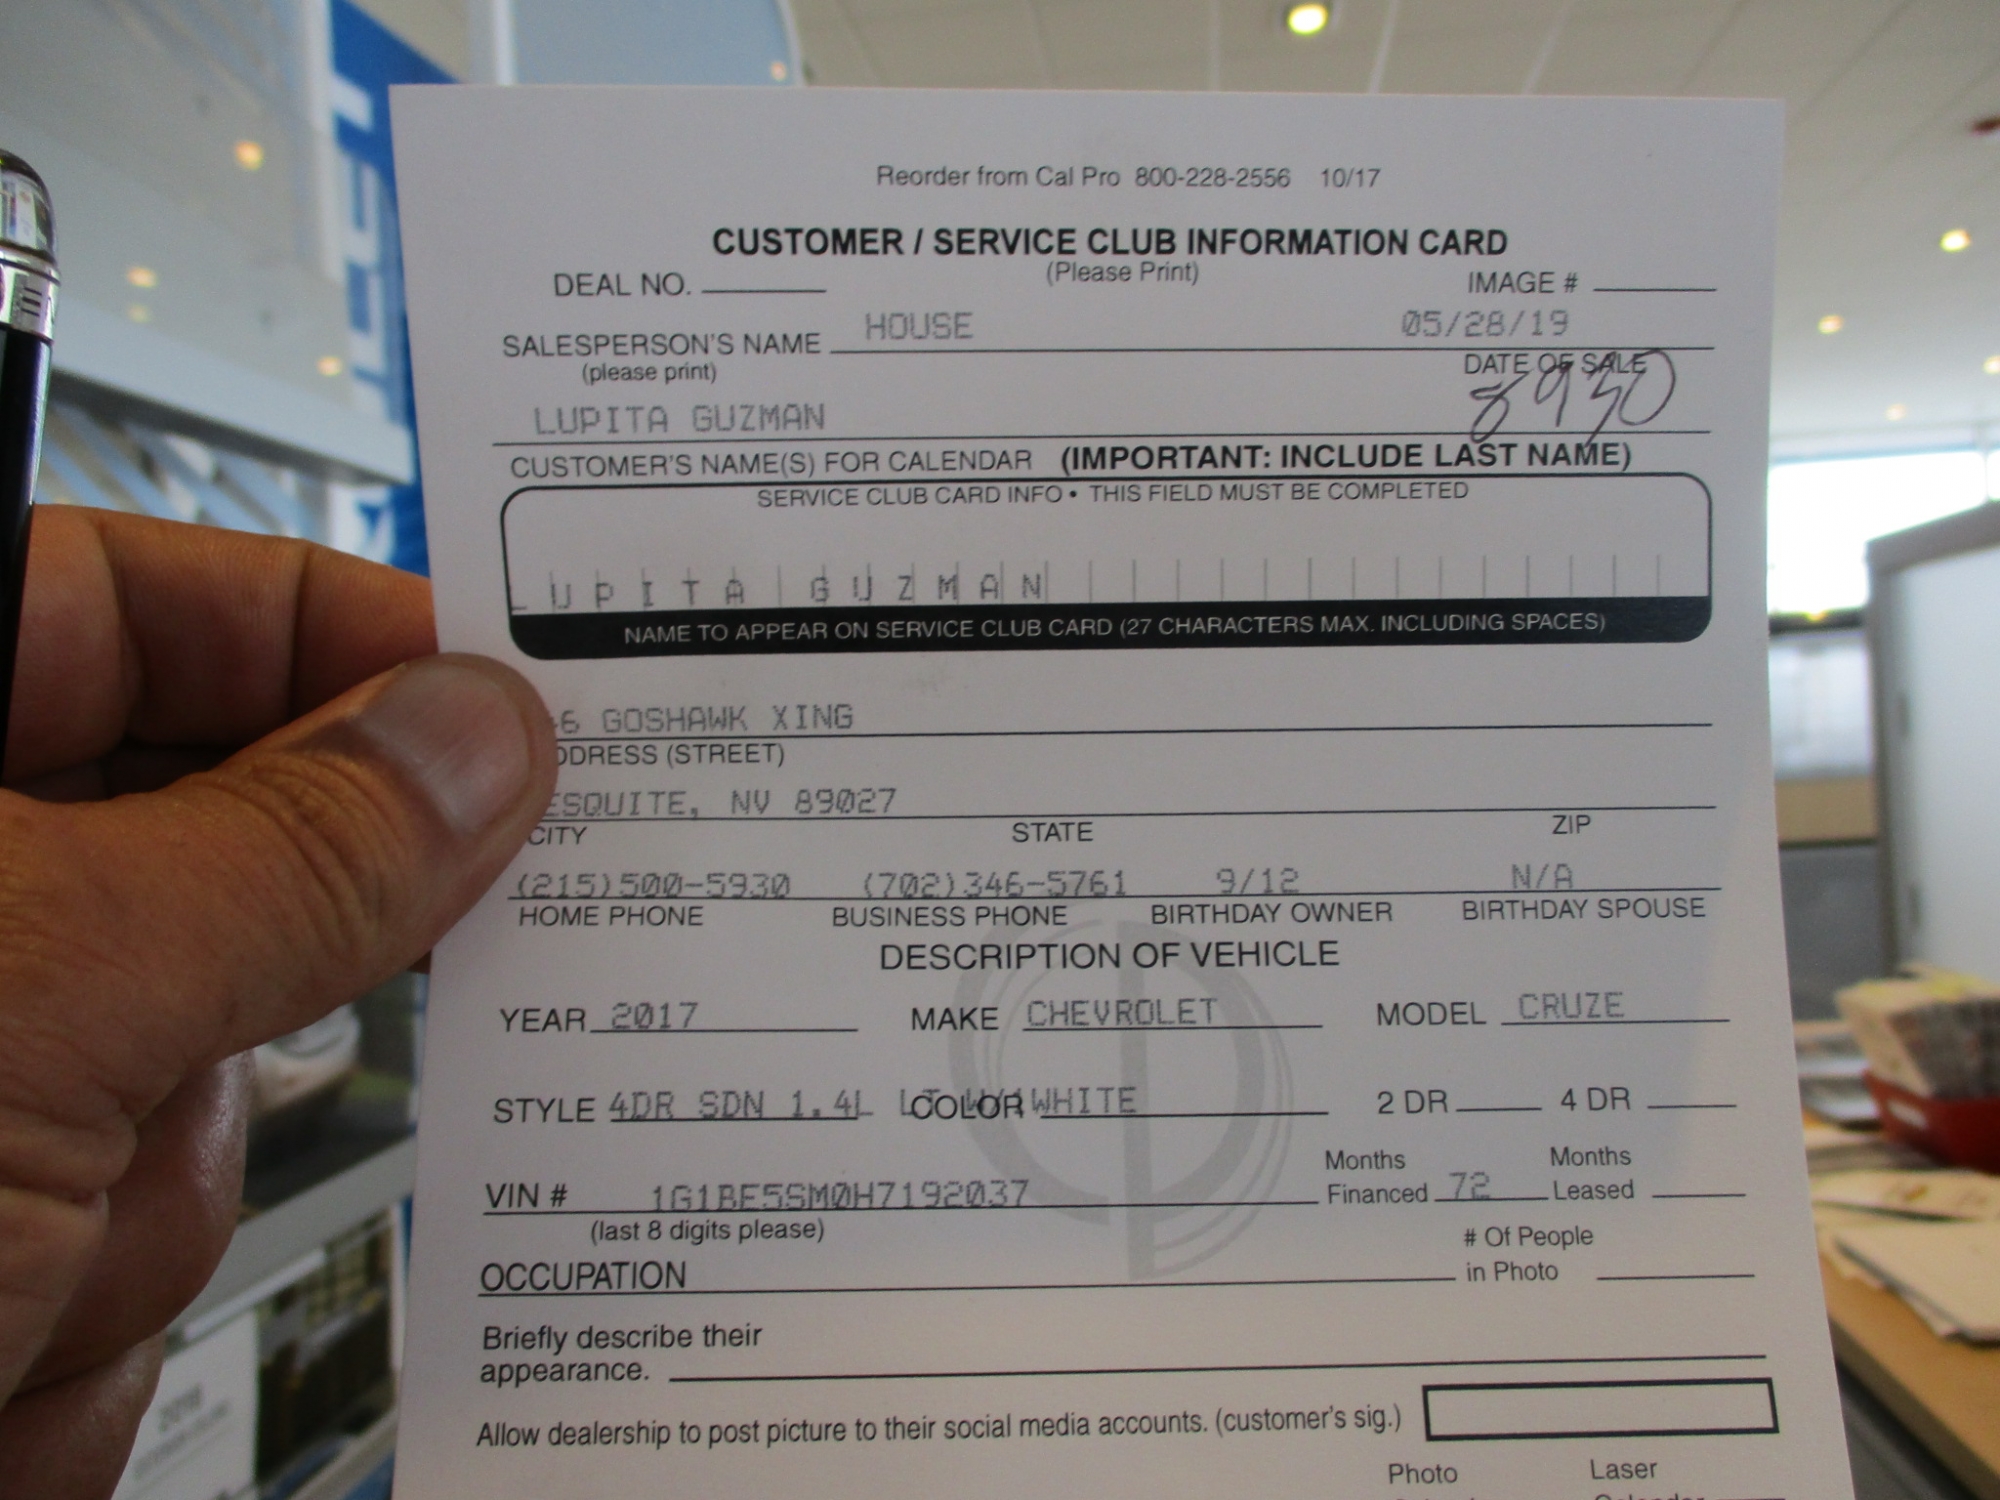 Reorder from Cal Pro 800-228-2556 10/17
CUSTOMER / SERVICE CLUB INFORMATION CARD
(Please Print)
DEAL NO. IMAGE #
HOUSE 05/28/19
SALESPERSON'S NAME DATE OF SALE
(please print)
8930
LUPITA GUZMAN
CUSTOMER'S NAME(S) FOR CALENDAR (IMPORTANT: INCLUDE LAST NAME)
SERVICE CLUB CARD INFO • THIS FIELD MUST BE COMPLETED
LUPITA GUZMAN
NAME TO APPEAR ON SERVICE CLUB CARD (27 CHARACTERS MAX. INCLUDING SPACES)
6 GOSHAWK XING
DDRESS (STREET)
ESQUITE, NV 89027
CITY STATE ZIP
(215)500-5930 (702)346-5761 9/12 N/A
HOME PHONE BUSINESS PHONE BIRTHDAY OWNER BIRTHDAY SPOUSE
DESCRIPTION OF VEHICLE
YEAR 2017 MAKE CHEVROLET MODEL CRUZE
STYLE 4DR SDN 1.4L LT COLOR WHITE 2 DR 4 DR
VIN # 1G1BE5SM0H7192037 Months Financed 72 Months Leased
(last 8 digits please)
OCCUPATION # Of People in Photo
Briefly describe their
appearance.
Allow dealership to post picture to their social media accounts. (customer's sig.)
Photo Laser